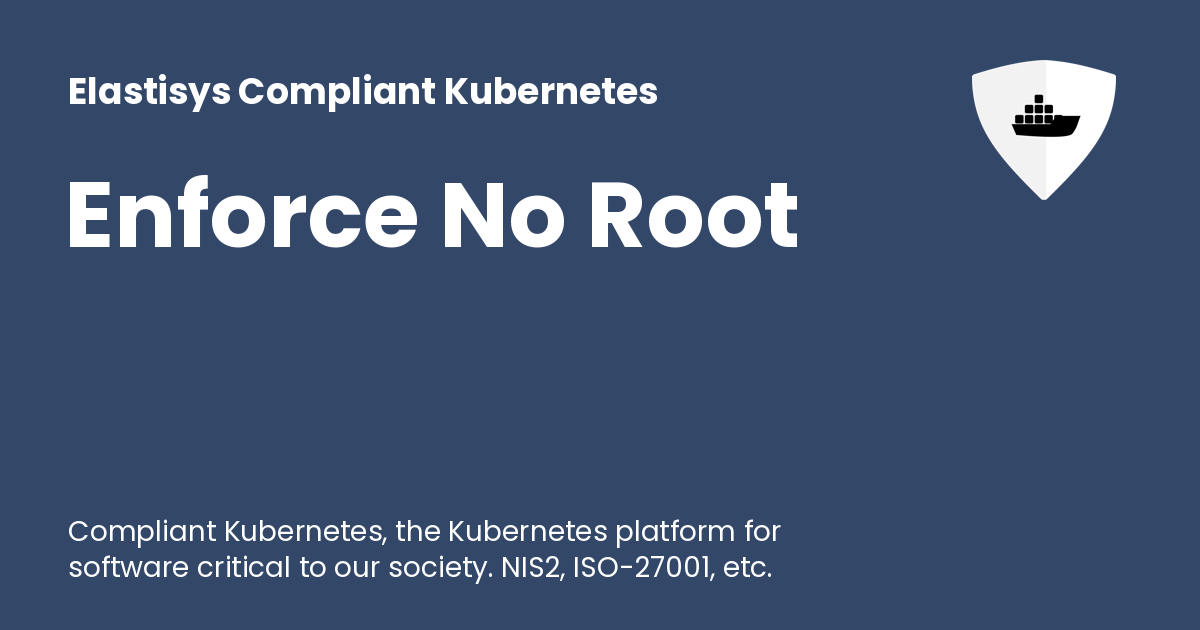 Elastisys Compliant Kubernetes
Enforce No Root
Compliant Kubernetes, the Kubernetes platform for
software critical to our society. NIS2, ISO-27001, etc.